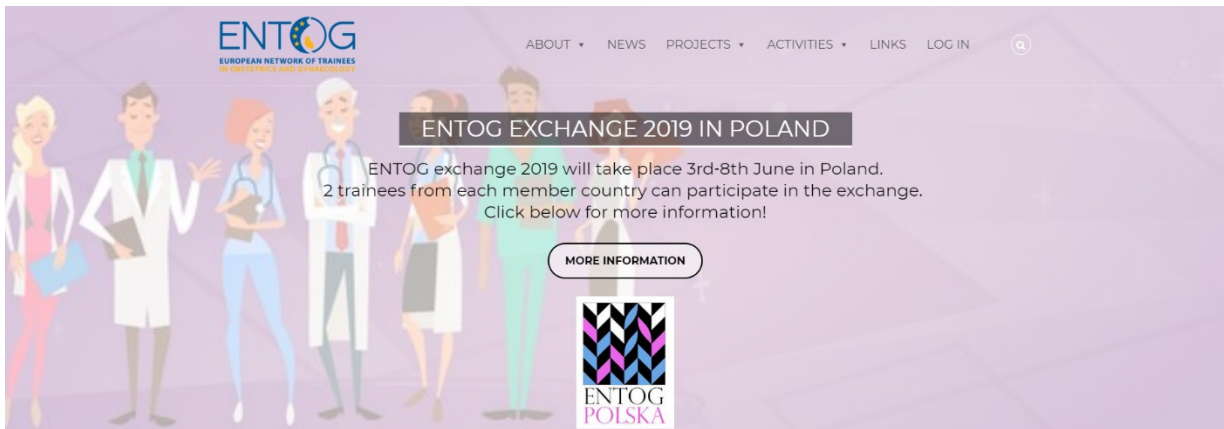 ENTOG
EUROPEAN NETWORK OF TRAINEES
IN OBSTETRICS AND GYNAECOLOGY
ABOUT NEWS PROJECTS ACTIVITIES LINKS LOG IN
ENTOG EXCHANGE 2019 IN POLAND
ENTOG exchange 2019 will take place 3rd-8th June in Poland.
2 trainees from each member country can participate in the exchange.
Click below for more information!
MORE INFORMATION
ENTOG
POLSKA